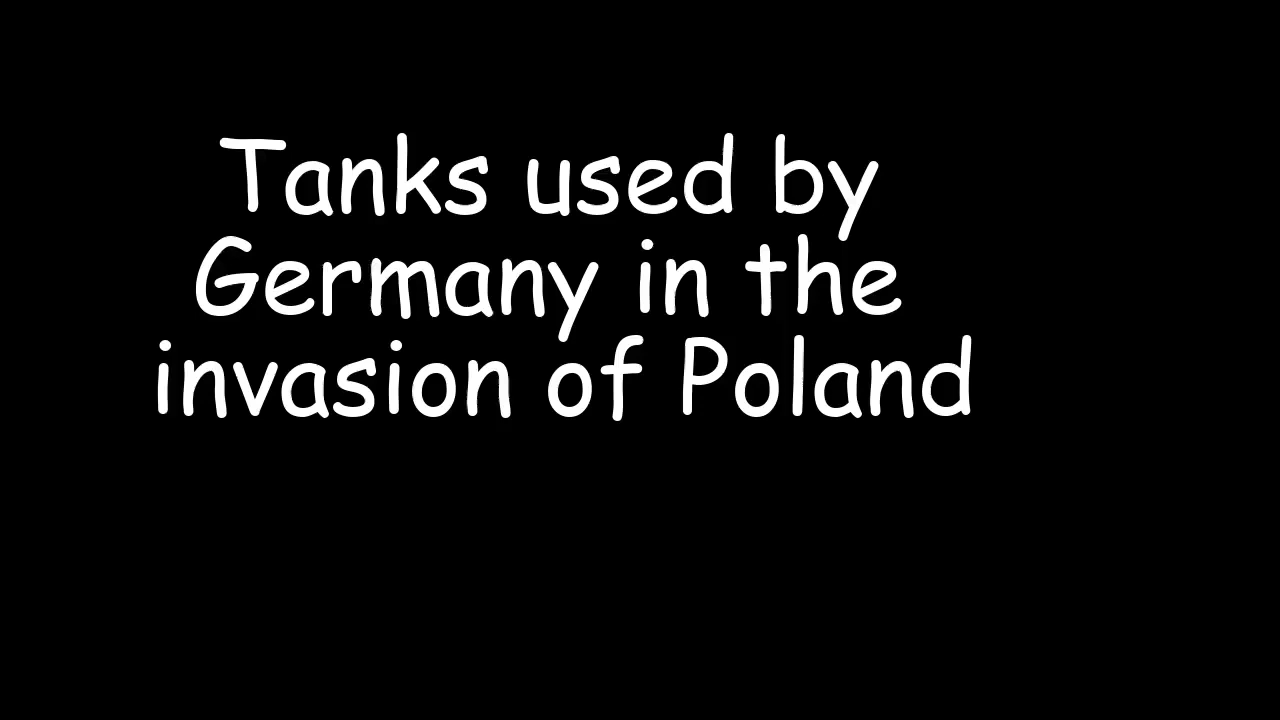 Tanks used by
Germany in the
invasion of Poland